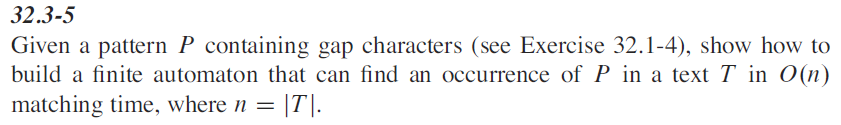 32.3-5
Given a pattern P containing gap characters (see Exercise 32.1-4), show how to
build a finite automaton that can find an occurrence of P in a text T in O(n)
matching time, where n = |T|.